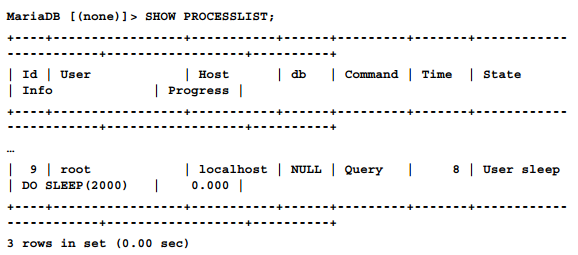 MariaDB [(none)]> SHOW PROCESSLIST;
+----+-----------------+-----------+------+---------+-------+------------
------------+------------------+----------+
| Id | User            | Host      | db   | Command | Time  | State
| Info                  | Progress |
+----+-----------------+-----------+------+---------+-------+------------
------------+------------------+----------+
…
|  9 | root            | localhost | NULL | Query   |     8 | User sleep
| DO SLEEP(2000)   |    0.000 |
+----+-----------------+-----------+------+---------+-------+------------
------------+------------------+----------+
3 rows in set (0.00 sec)